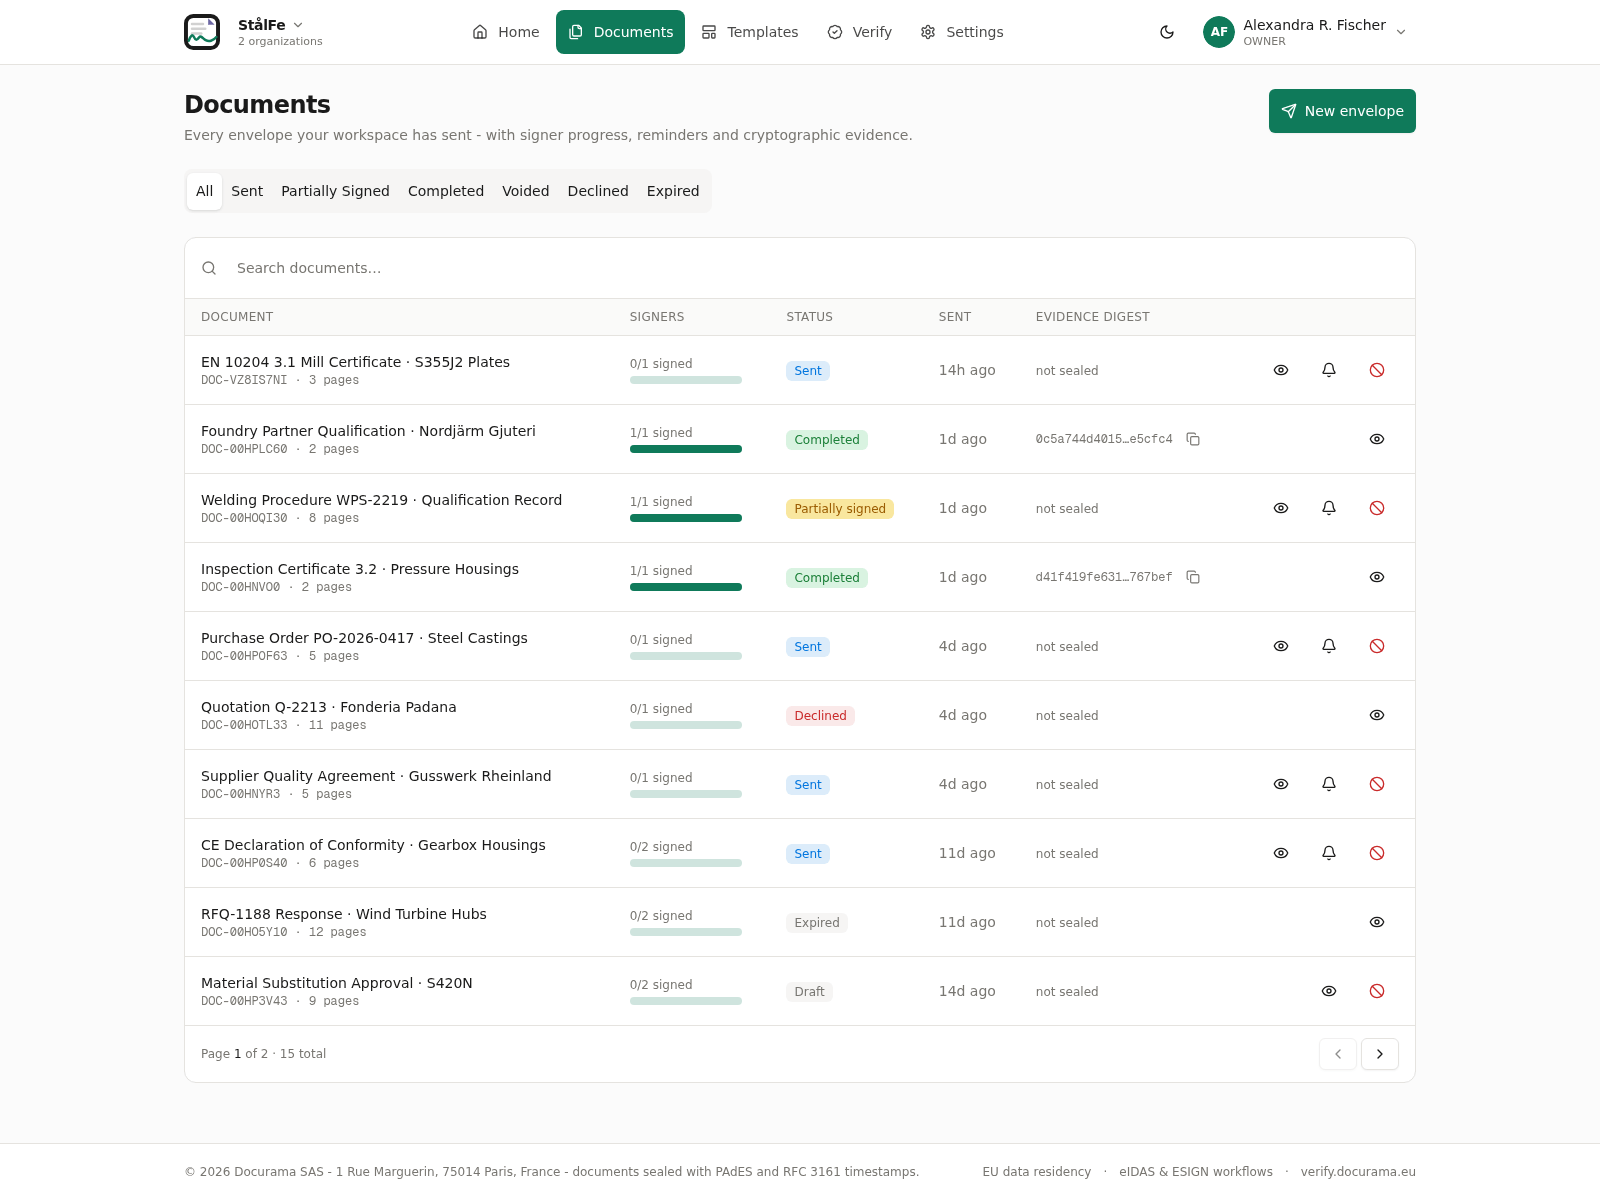 StålFe
2 organizations
Home
Documents
Templates
Verify
Settings
AF
Alexandra R. Fischer
OWNER
Documents
Every envelope your workspace has sent - with signer progress, reminders and cryptographic evidence.
New envelope
All Sent Partially Signed Completed Voided Declined Expired
Search documents...
DOCUMENT SIGNERS STATUS SENT EVIDENCE DIGEST
EN 10204 3.1 Mill Certificate · S355J2 Plates
DOC-VZ8IS7NI · 3 pages
0/1 signed
Sent
14h ago
not sealed
Foundry Partner Qualification · Nordjärm Gjuteri
DOC-00HPLC60 · 2 pages
1/1 signed
Completed
1d ago
0c5a744d4015…e5cfc4
Welding Procedure WPS-2219 · Qualification Record
DOC-00HOQI30 · 8 pages
1/1 signed
Partially signed
1d ago
not sealed
Inspection Certificate 3.2 · Pressure Housings
DOC-00HNVO0 · 2 pages
1/1 signed
Completed
1d ago
d41f419fe631…767bef
Purchase Order PO-2026-0417 · Steel Castings
DOC-00HPOF63 · 5 pages
0/1 signed
Sent
4d ago
not sealed
Quotation Q-2213 · Fonderia Padana
DOC-00HOTL33 · 11 pages
0/1 signed
Declined
4d ago
not sealed
Supplier Quality Agreement · Gusswerk Rheinland
DOC-00HNYR3 · 5 pages
0/1 signed
Sent
4d ago
not sealed
CE Declaration of Conformity · Gearbox Housings
DOC-00HP0S40 · 6 pages
0/2 signed
Sent
11d ago
not sealed
RFQ-1188 Response · Wind Turbine Hubs
DOC-00HO5Y10 · 12 pages
0/2 signed
Expired
11d ago
not sealed
Material Substitution Approval · S420N
DOC-00HP3V43 · 9 pages
0/2 signed
Draft
14d ago
not sealed
Page 1 of 2 · 15 total
© 2026 Docurama SAS - 1 Rue Marguerin, 75014 Paris, France - documents sealed with PAdES and RFC 3161 timestamps.
EU data residency · eIDAS & ESIGN workflows · verify.docurama.eu